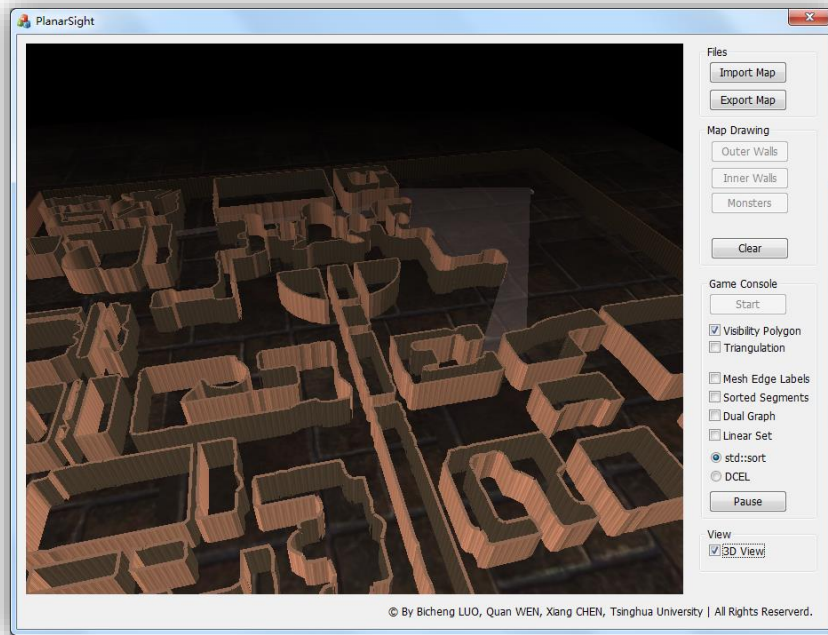 PlanarSight
Files
Import Map
Export Map
Map Drawing
Outer Walls
Inner Walls
Monsters
Clear
Game Console
Start
Visibility Polygon
Triangulation
Mesh Edge Labels
Sorted Segments
Dual Graph
Linear Set
std::sort
DCEL
Pause
View
3D View
© By Bicheng LUO, Quan WEN, Xiang CHEN, Tsinghua University | All Rights Reserverd.